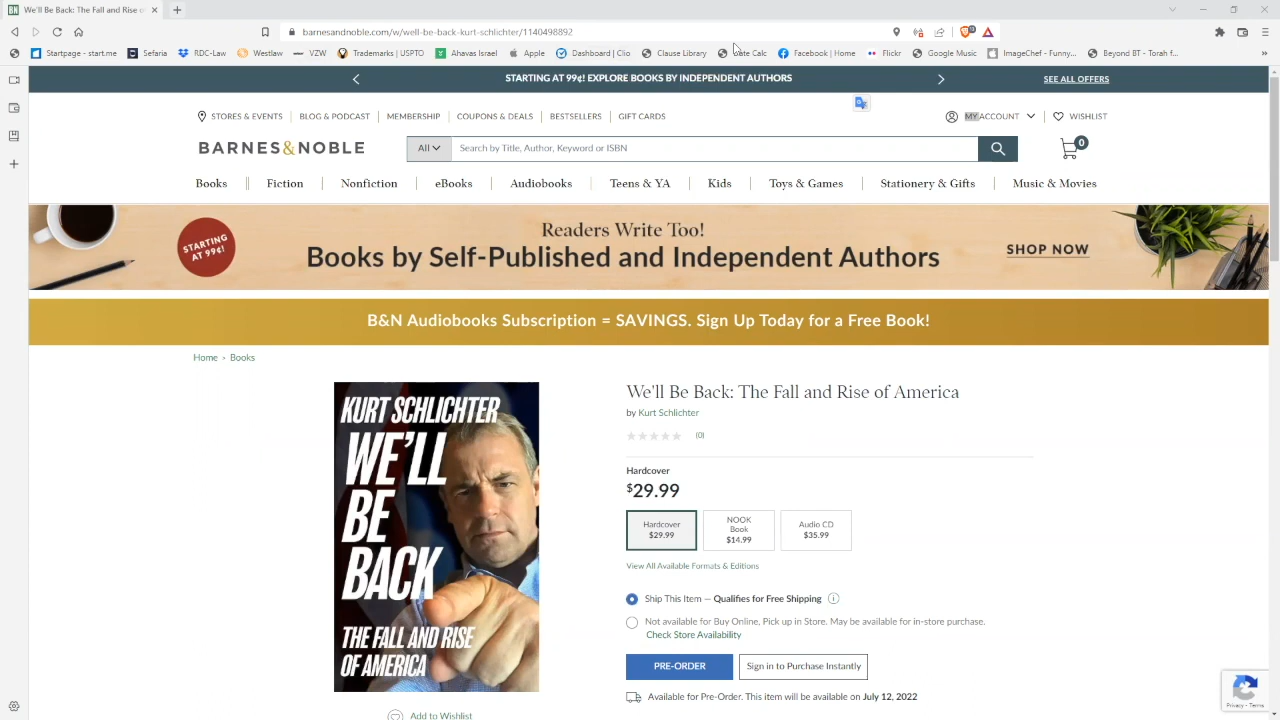 We'll Be Back: The Fall and Rise o
barnesandnoble.com/w/well-be-back-kurt-schlichter/1140498892
Startpage - start.me
Sefaria
RDC-Law
Westlaw
VZW
Trademarks | USPTO
Ahavas Israel
Apple
Dashboard | Clio
Clause Library
Date Calc
Facebook | Home
Flickr
Google Music
ImageChef - Funny...
Beyond BT - Torah f...
STARTING AT 99¢! EXPLORE BOOKS BY INDEPENDENT AUTHORS
SEE ALL OFFERS
STORES & EVENTS
BLOG & PODCAST
MEMBERSHIP
COUPONS & DEALS
BESTSELLERS
GIFT CARDS
MY ACCOUNT
WISHLIST
BARNES&NOBLE
All
Search by Title, Author, Keyword or ISBN
0
Books
Fiction
Nonfiction
eBooks
Audiobooks
Teens & YA
Kids
Toys & Games
Stationery & Gifts
Music & Movies
STARTING
AT 99¢!
Readers Write Too!
Books by Self-Published and Independent Authors
SHOP NOW
B&N Audiobooks Subscription = SAVINGS. Sign Up Today for a Free Book!
Home > Books
KURT SCHLICHTER
WE'LL
BE
BACK
THE FALL AND RISE
OF AMERICA
Add to Wishlist
We'll Be Back: The Fall and Rise of America
by Kurt Schlichter
(0)
Hardcover
$29.99
Hardcover
$29.99
NOOK
Book
$14.99
Audio CD
$35.99
View All Available Formats & Editions
Ship This Item — Qualifies for Free Shipping
Not available for Buy Online, Pick up in Store. May be available for in-store purchase.
Check Store Availability
PRE-ORDER
Sign in to Purchase Instantly
Available for Pre-Order. This item will be available on July 12, 2022
Privacy - Terms